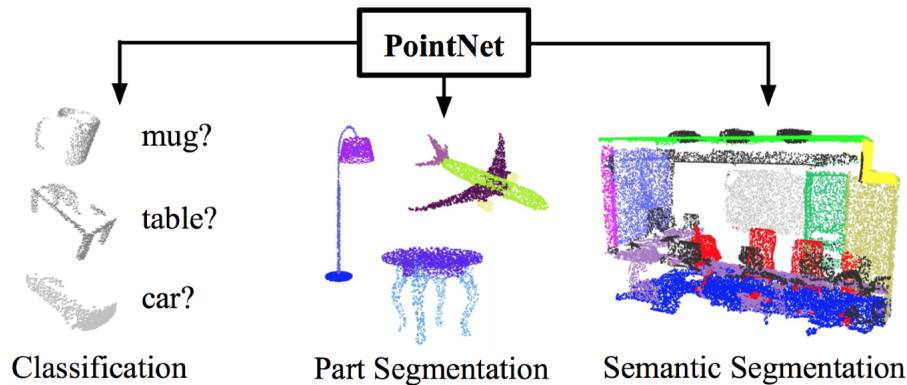 PointNet
mug?
table?
car?
Classification
Part Segmentation
Semantic Segmentation